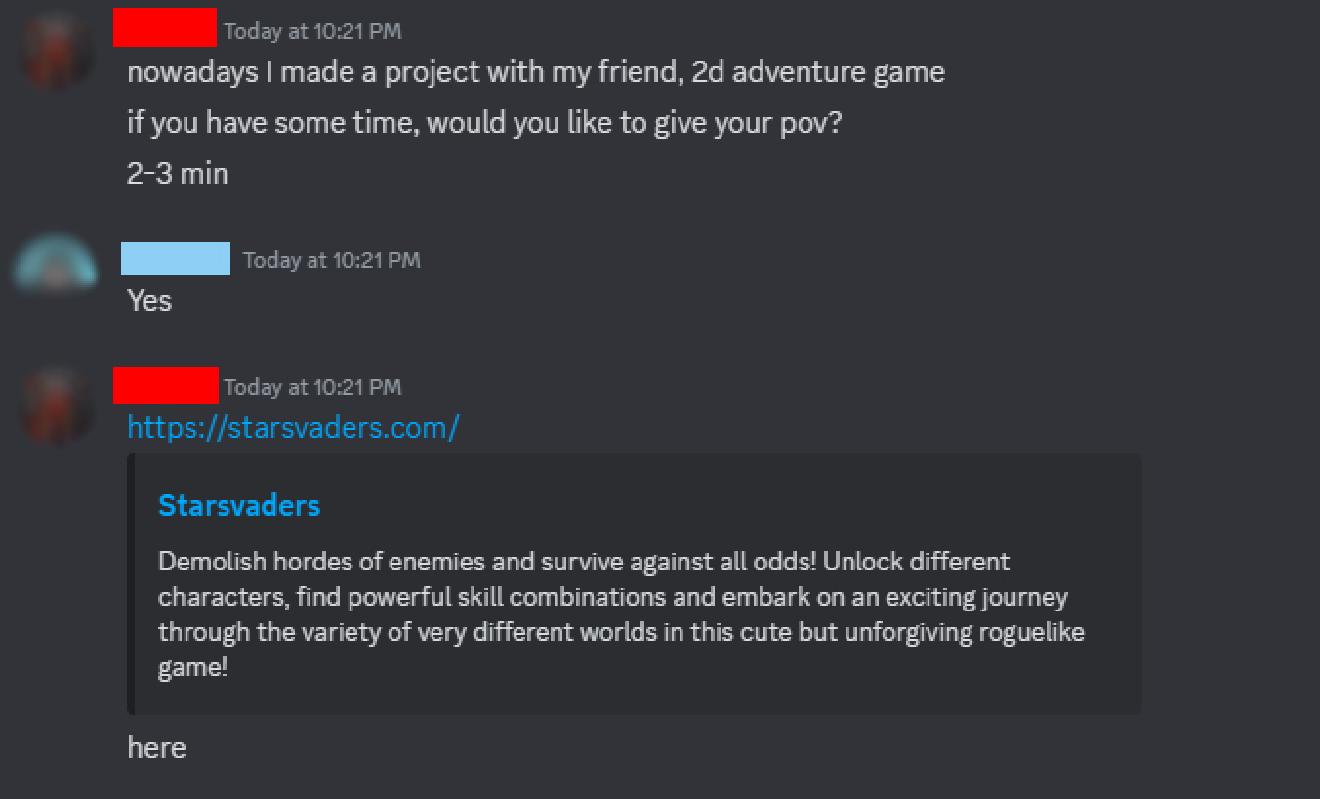 Today at 10:21 PM
nowadays I made a project with my friend, 2d adventure game
if you have some time, would you like to give your pov?
2-3 min
Today at 10:21 PM
Yes
Today at 10:21 PM
https://starsvaders.com/
Starsvaders
Demolish hordes of enemies and survive against all odds! Unlock different
characters, find powerful skill combinations and embark on an exciting journey
through the variety of very different worlds in this cute but unforgiving roguelike
game!
here